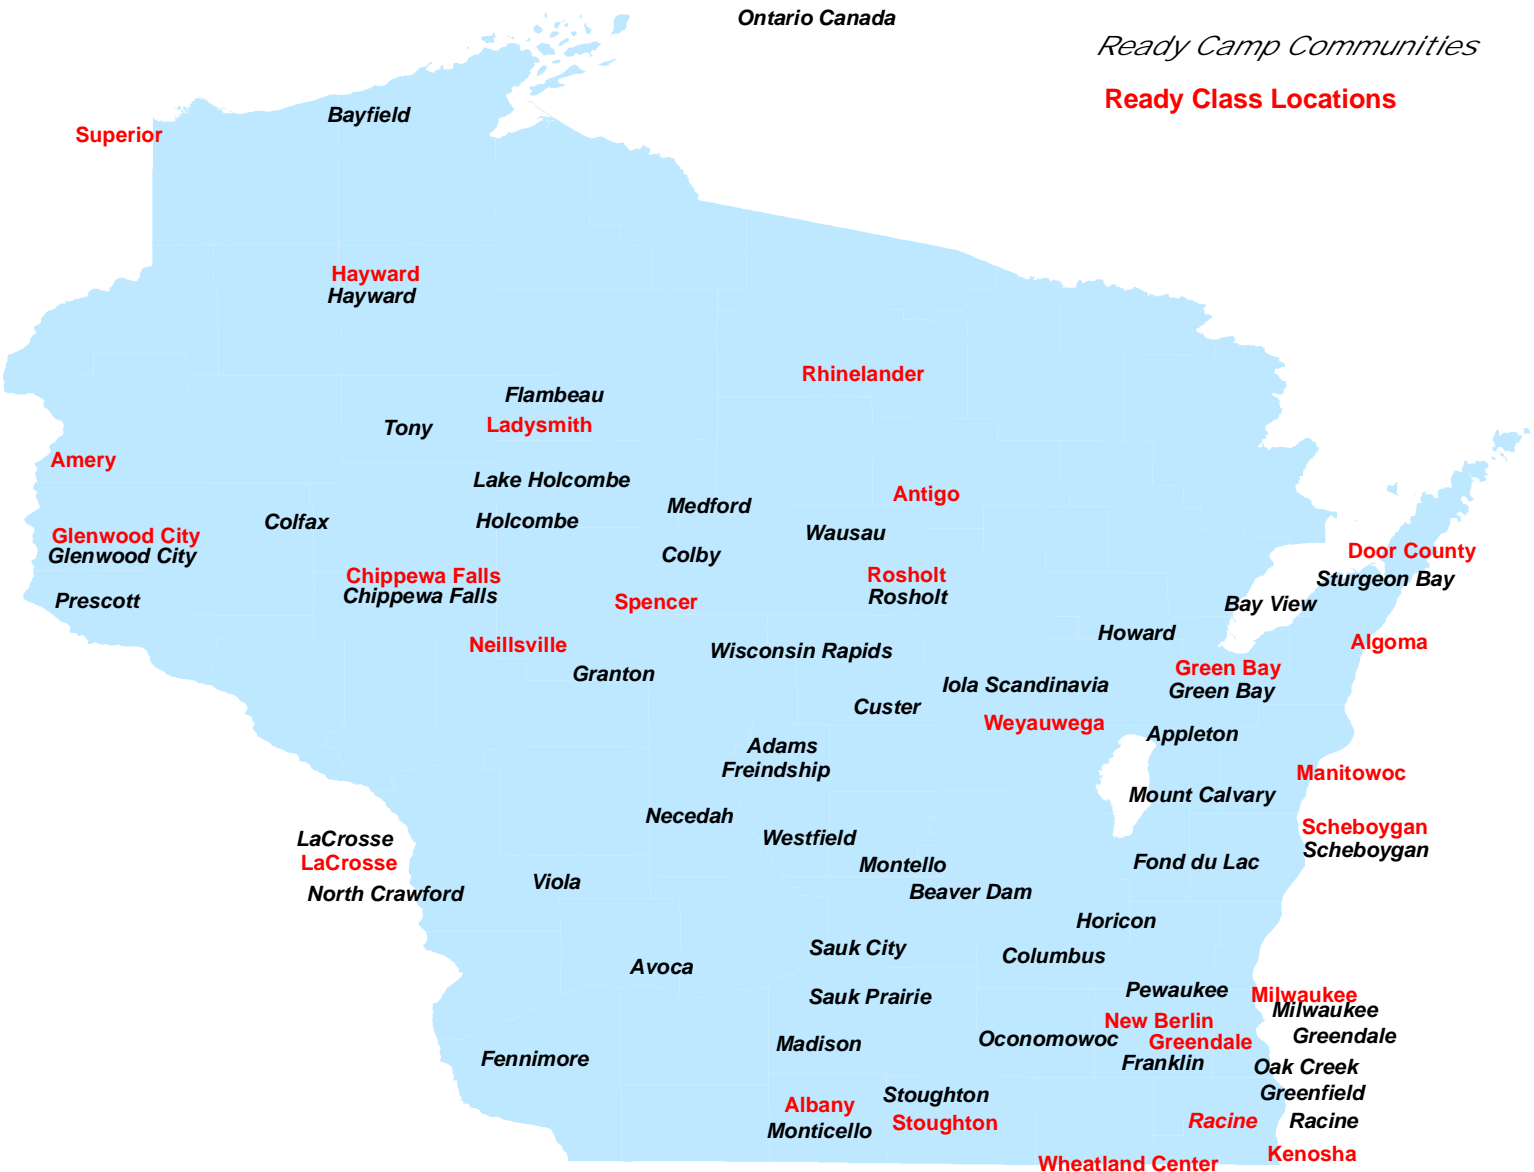 Ontario Canada
Ready Camp Communities
Ready Class Locations
Bayfield
Superior
Hayward
Hayward
Rhinelander
Flambeau
Ladysmith
Tony
Amery
Lake Holcombe
Antigo
Medford
Holcombe
Colfax
Wausau
Glenwood City
Glenwood City
Colby
Door County
Sturgeon Bay
Chippewa Falls
Chippewa Falls
Rosholt
Rosholt
Prescott
Spencer
Bay View
Howard
Algoma
Neillsville
Wisconsin Rapids
Granton
Green Bay
Green Bay
Iola Scandinavia
Custer
Weyauwega
Appleton
Adams
Freindship
Manitowoc
Mount Calvary
Necedah
Scheboygan
Scheboygan
Westfield
LaCrosse
LaCrosse
Montello
Fond du Lac
Viola
North Crawford
Beaver Dam
Horicon
Sauk City
Columbus
Avoca
Pewaukee
Sauk Prairie
Milwaukee
Milwaukee
New Berlin
Greendale
Oconomowoc
Greendale
Madison
Fennimore
Franklin
Oak Creek
Greenfield
Stoughton
Stoughton
Albany
Monticello
Racine
Racine
Kenosha
Wheatland Center